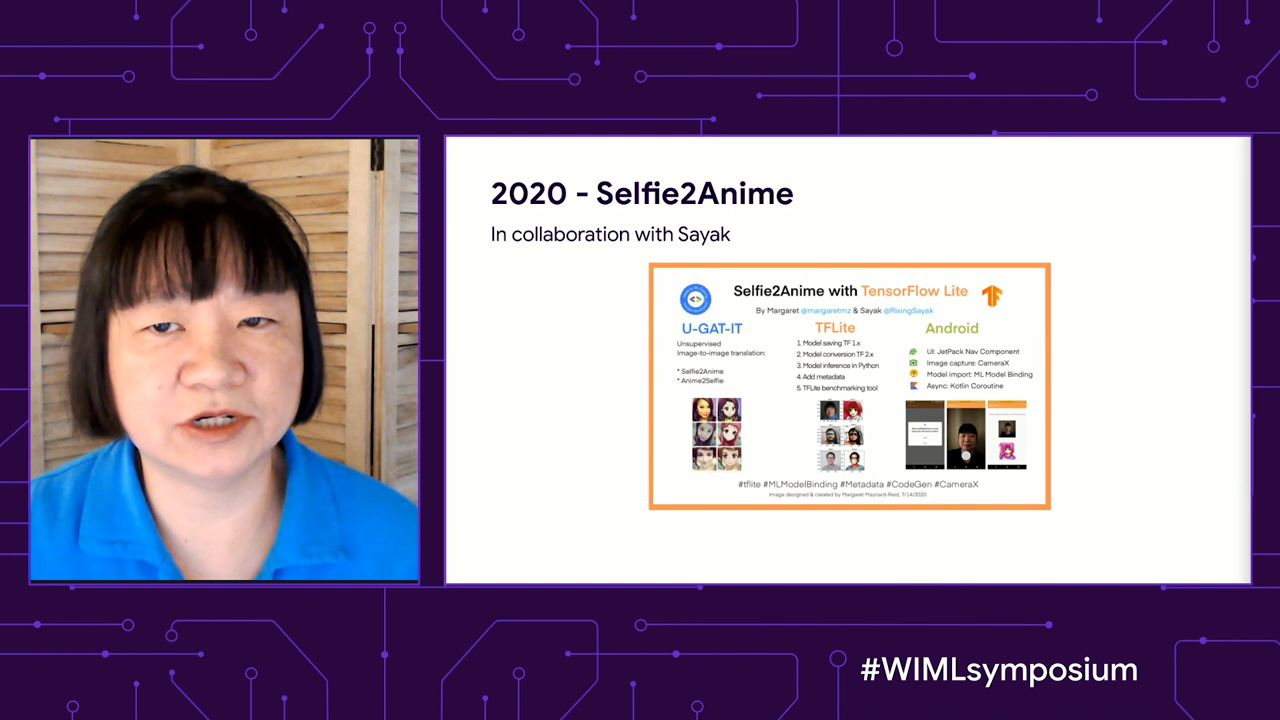 2020 - Selfie2Anime
In collaboration with Sayak
Selfie2Anime with TensorFlow Lite
By Margaret @margaretmz & Sayak @RisingSayak
U-GAT-IT
Unsupervised
Image-to-image translation:
* Selfie2Anime
* Anime2Selfie
TFLite
1. Model saving TF 1.x
2. Model conversion TF 2.x
3. Model inference in Python
4. Add metadata
5. TFLite benchmarking tool
Android
UI: JetPack Nav Component
Image capture: CameraX
Model import: ML Model Binding
Async: Kotlin Coroutine
#tflite #MLModelBinding #Metadata #CodeGen #CameraX
Image designed & created by Margaret Maynard-Reid, 7/14/2020
#WIMLsymposium